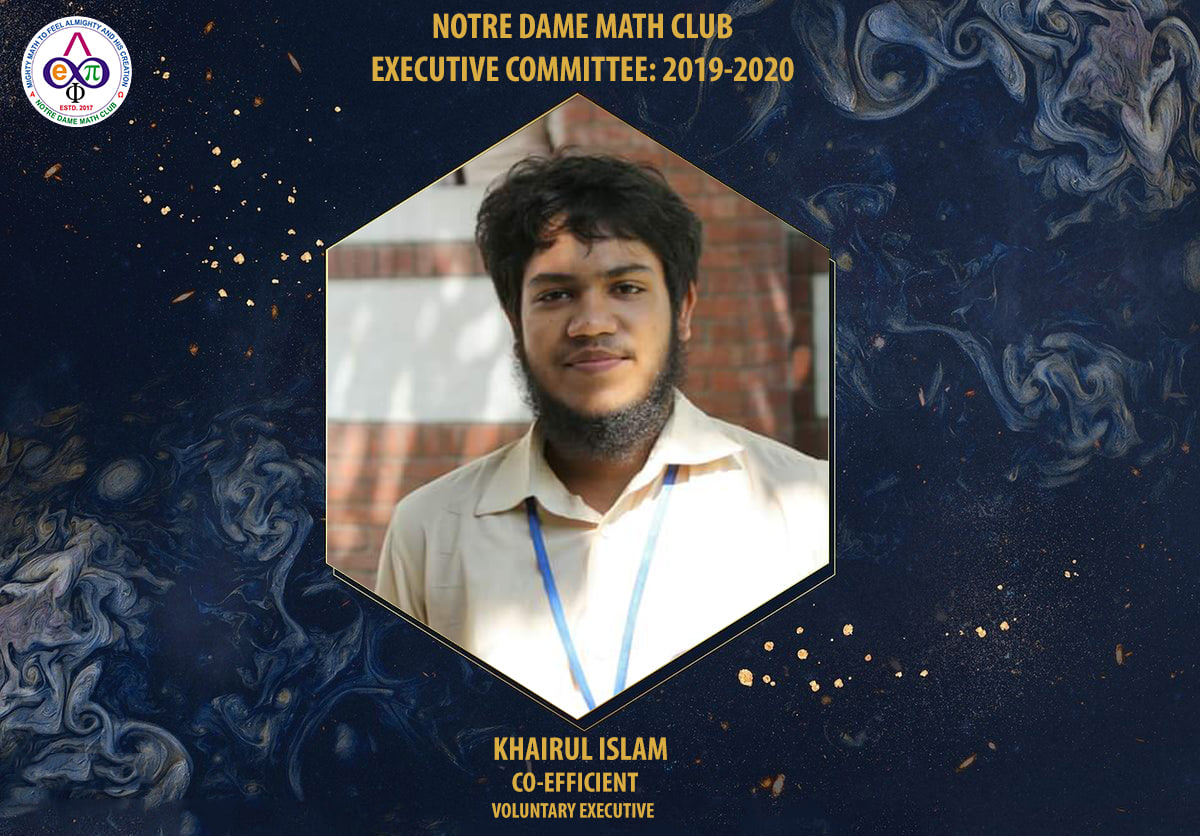 NOTRE DAME MATH CLUB
EXECUTIVE COMMITTEE: 2019-2020
MIGHTY MATH TO FEEL ALMIGHTY AND HIS CREATION
Λ
e π
Φ
A Ω
ESTD. 2017
NOTRE DAME MATH CLUB
KHAIRUL ISLAM
CO-EFFICIENT
VOLUNTARY EXECUTIVE